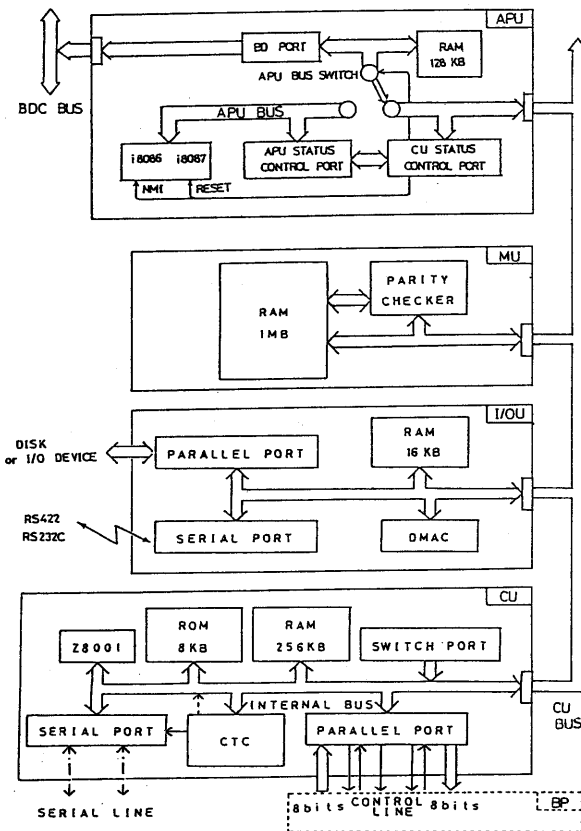 APU
BD PORT
RAM
128 KB
APU BUS SWITCH
BDC BUS
APU BUS
i8086 i8087
APU STATUS
CONTROL PORT
CU STATUS
CONTROL PORT
NMI
RESET
MU
RAM
1MB
PARITY
CHECKER
I/OU
DISK
or I/O DEVICE
PARALLEL PORT
RAM
16 KB
RS422
RS232C
SERIAL PORT
DMAC
CU
Z8001
ROM
8KB
RAM
256KB
SWITCH PORT
INTERNAL BUS
SERIAL PORT
CTC
PARALLEL PORT
CU
BUS
SERIAL LINE
8bits CONTROL 8bits
LINE
BP